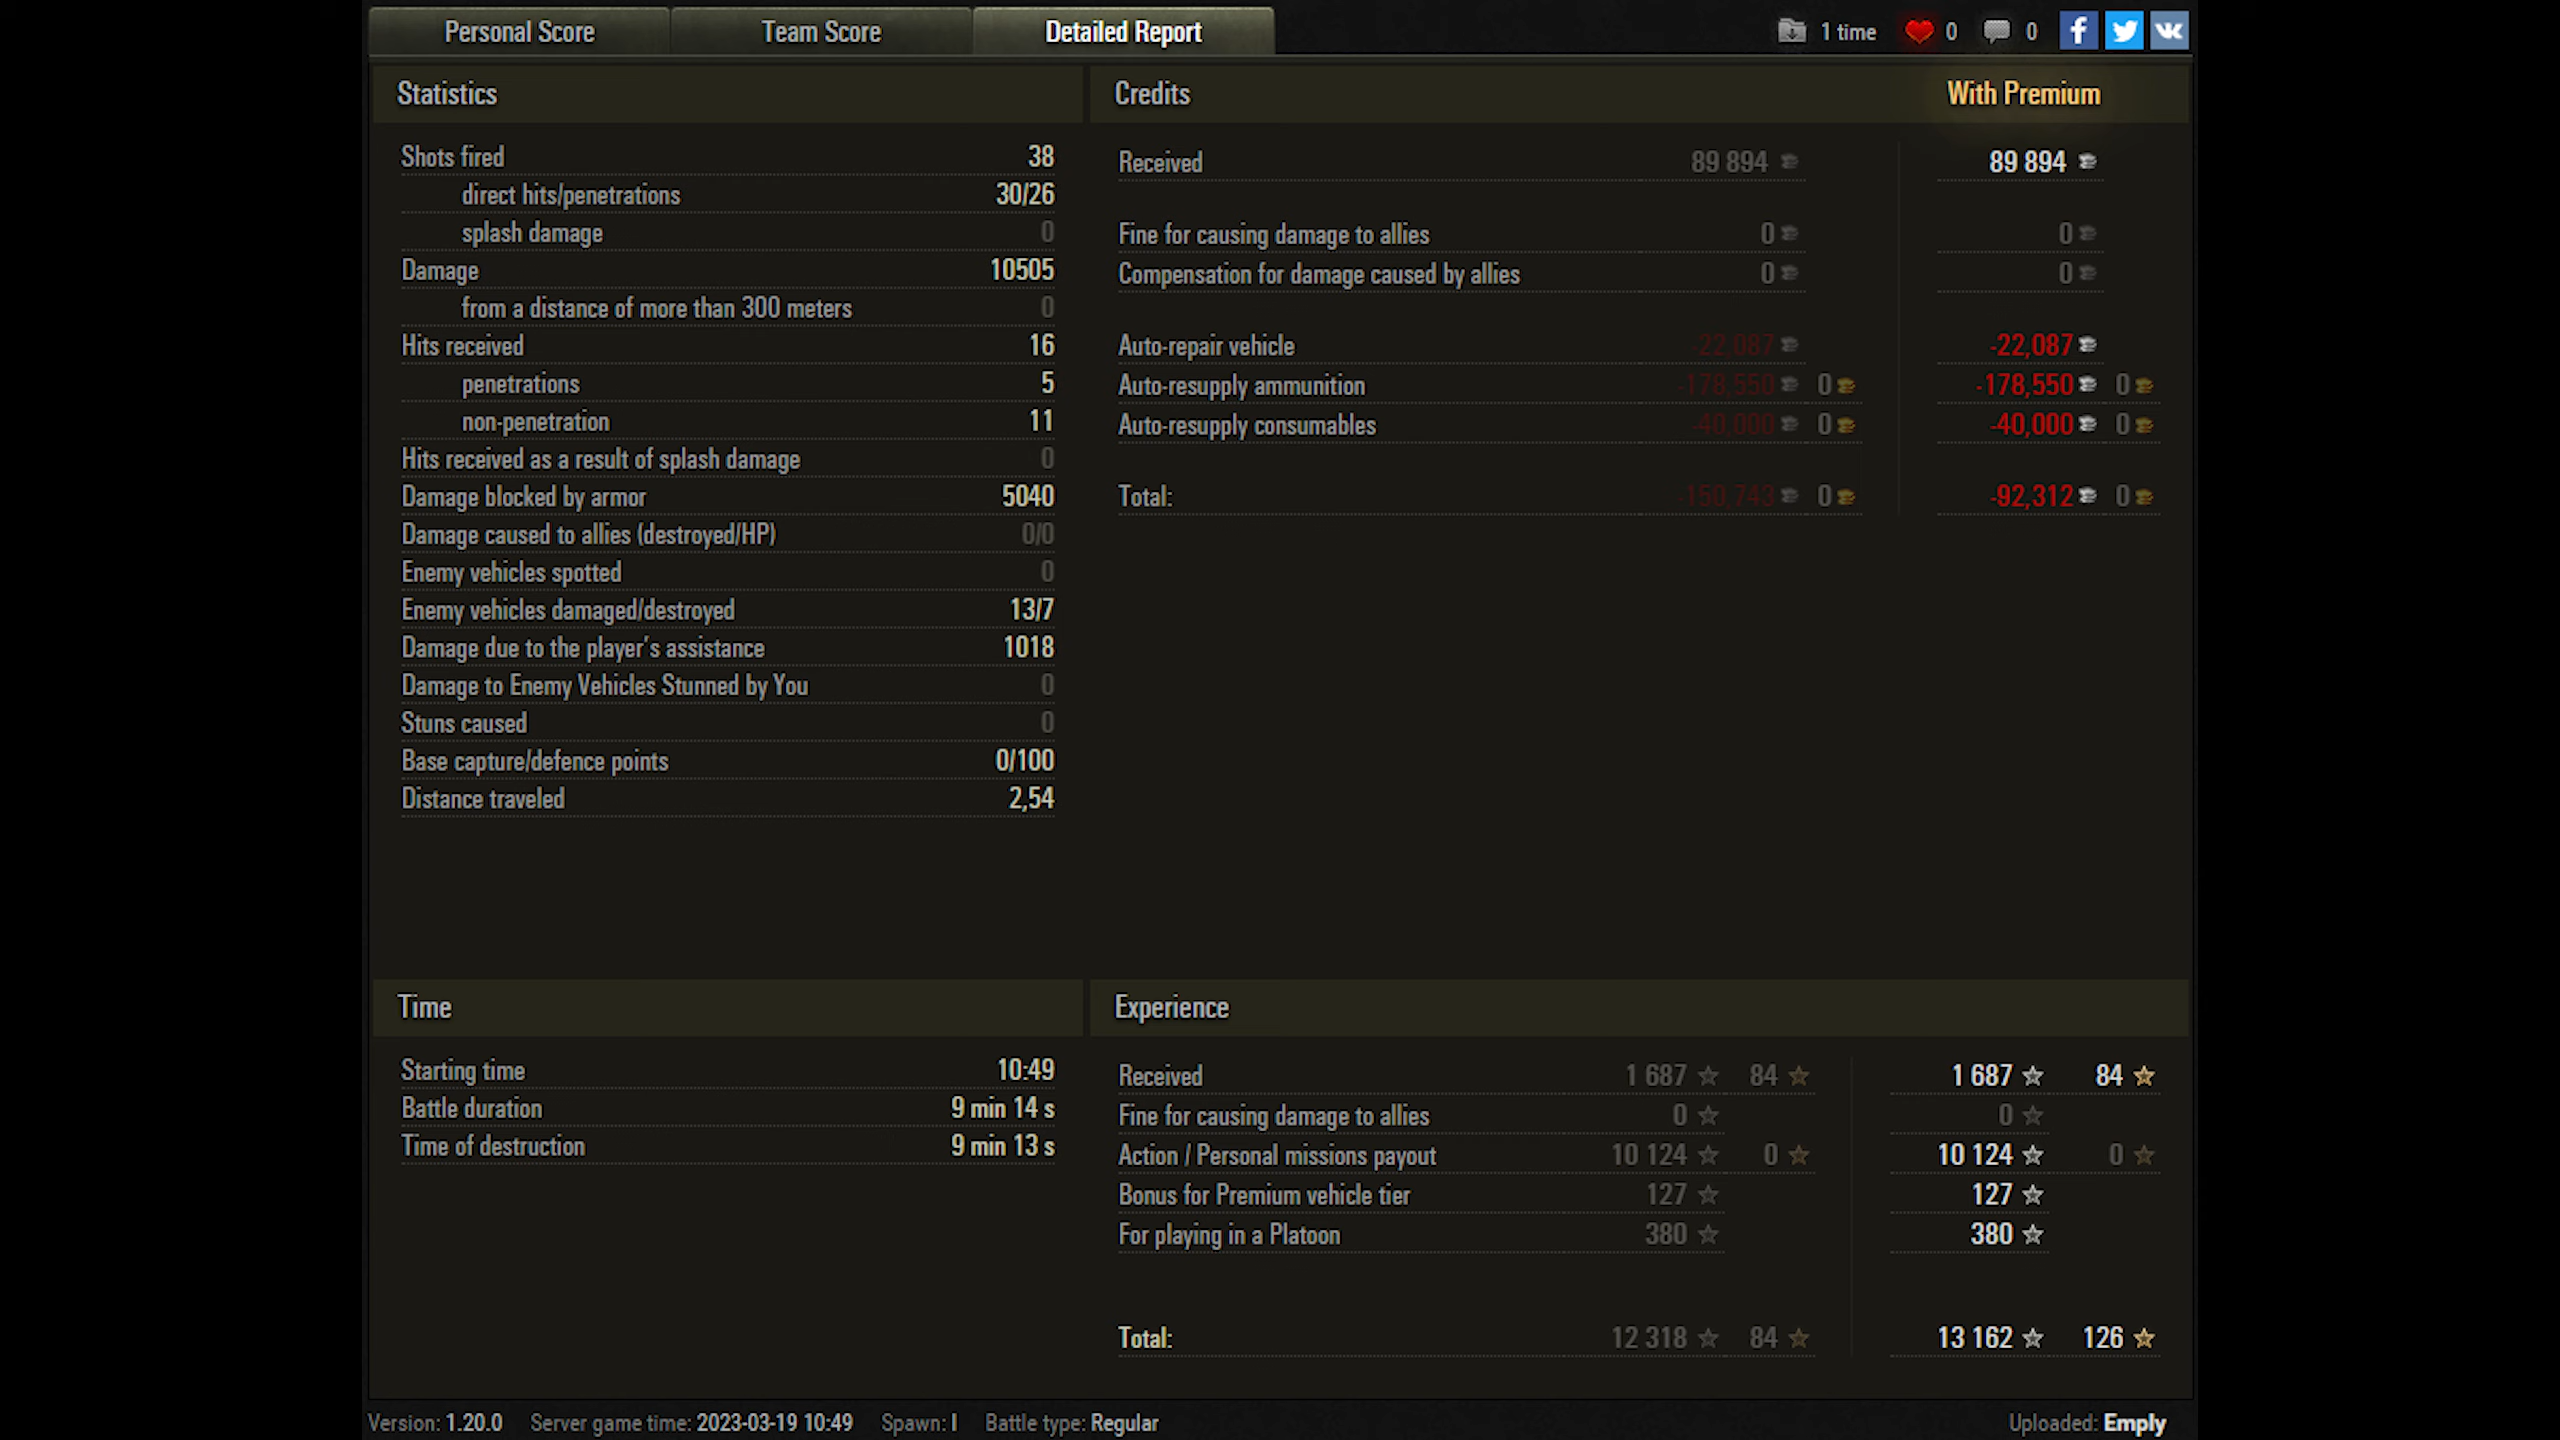 Personal Score Team Score Detailed Report 1 time 0 0
Statistics
Shots fired 38
direct hits/penetrations 30/26
splash damage 0
Damage 10505
from a distance of more than 300 meters 0
Hits received 16
penetrations 5
non-penetration 11
Hits received as a result of splash damage 0
Damage blocked by armor 5040
Damage caused to allies (destroyed/HP) 0/0
Enemy vehicles spotted 0
Enemy vehicles damaged/destroyed 13/7
Damage due to the player's assistance 1018
Damage to Enemy Vehicles Stunned by You 0
Stuns caused 0
Base capture/defence points 0/100
Distance traveled 2,54
Credits With Premium
Received 89 894 89 894
Fine for causing damage to allies 0 0
Compensation for damage caused by allies 0 0
Auto-repair vehicle -22,087 -22,087
Auto-resupply ammunition -178,550 0 -178,550 0
Auto-resupply consumables -40,000 0 -40,000 0
Total: -150,743 0 -92,312 0
Time
Starting time 10:49
Battle duration 9 min 14 s
Time of destruction 9 min 13 s
Experience
Received 1 687 84 1 687 84
Fine for causing damage to allies 0 0
Action / Personal missions payout 10 124 0 10 124 0
Bonus for Premium vehicle tier 127 127
For playing in a Platoon 380 380
Total: 12 318 84 13 162 126
Version: 1.20.0 Server game time: 2023-03-19 10:49 Spawn: I Battle type: Regular Uploaded: Emply